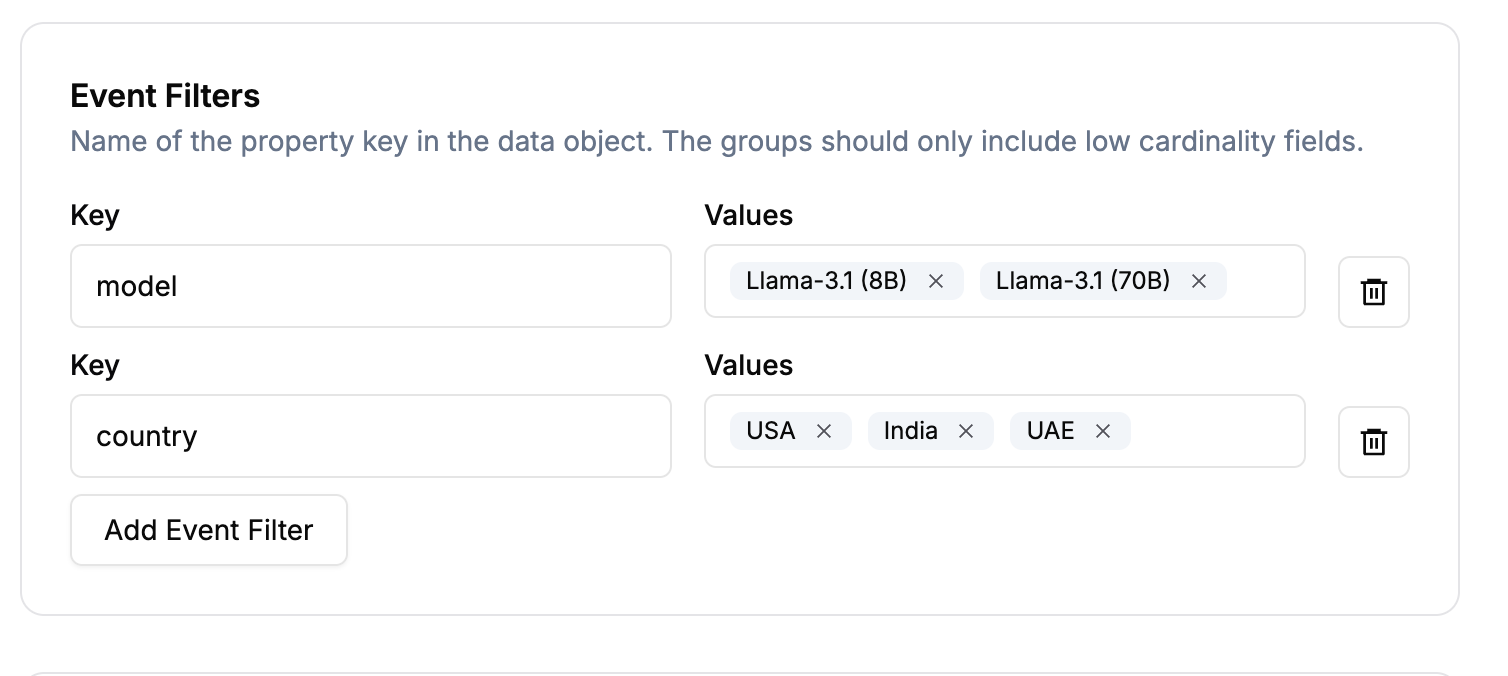 Event Filters
Name of the property key in the data object. The groups should only include low cardinality fields.
Key Values
model Llama-3.1 (8B) Llama-3.1 (70B)
Key Values
country USA India UAE
Add Event Filter